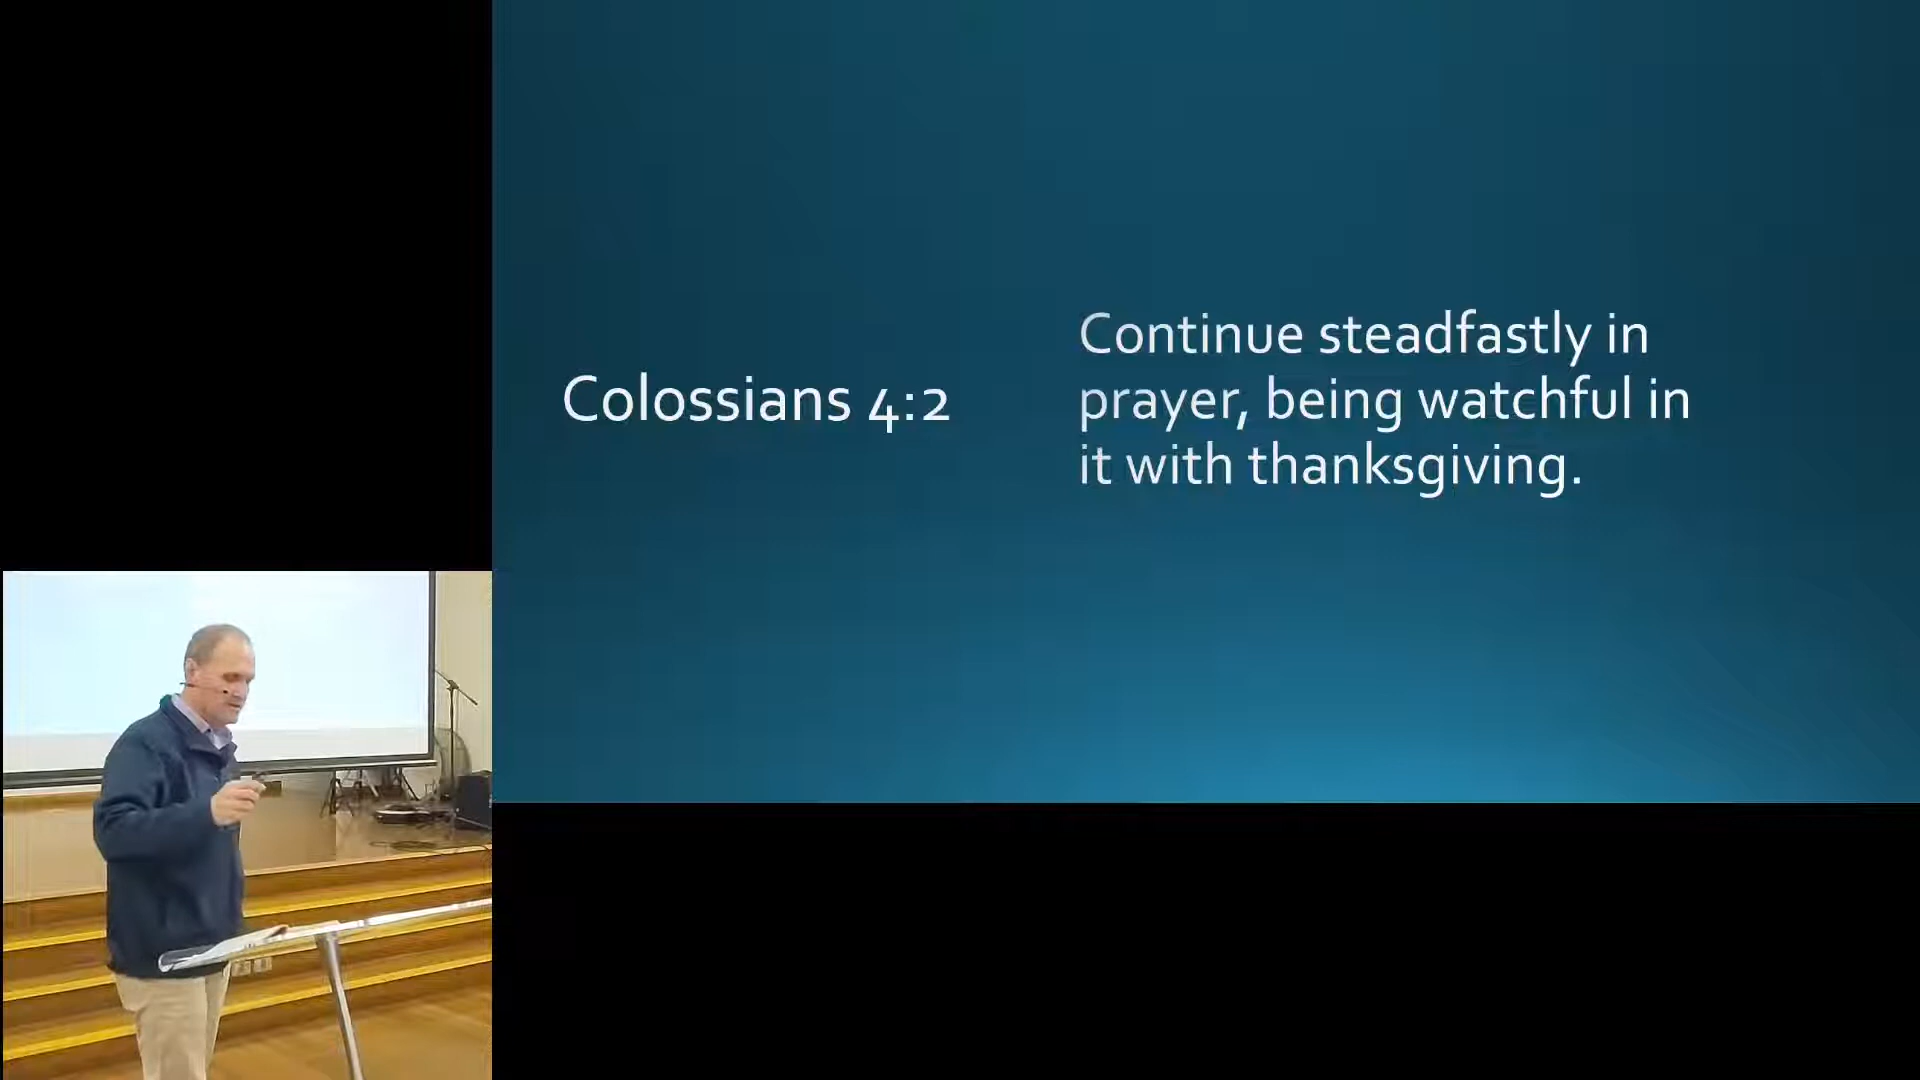 Colossians 4:2
Continue steadfastly in
prayer, being watchful in
it with thanksgiving.